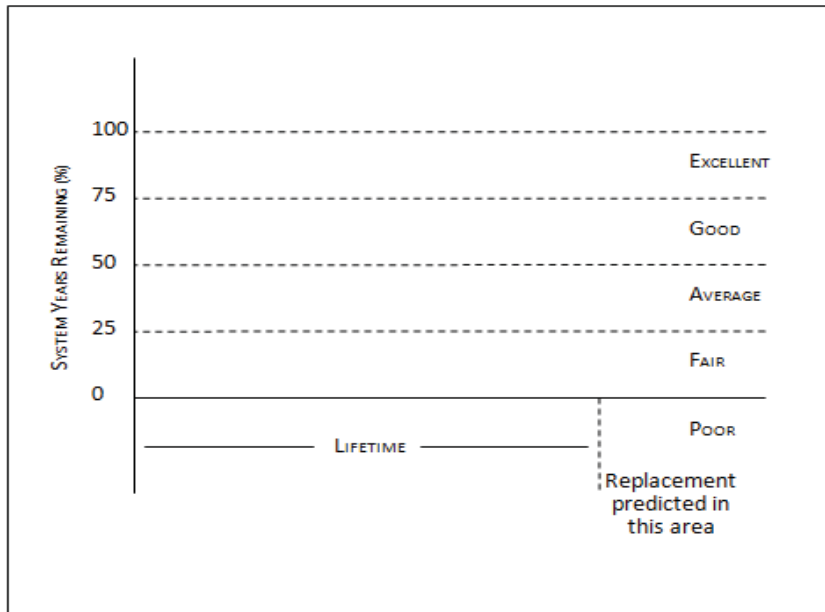 100
EXCELLENT
75
GOOD
50
AVERAGE
25
FAIR
0
POOR
SYSTEM YEARS REMAINING (%)
LIFETIME
Replacement
predicted in
this area